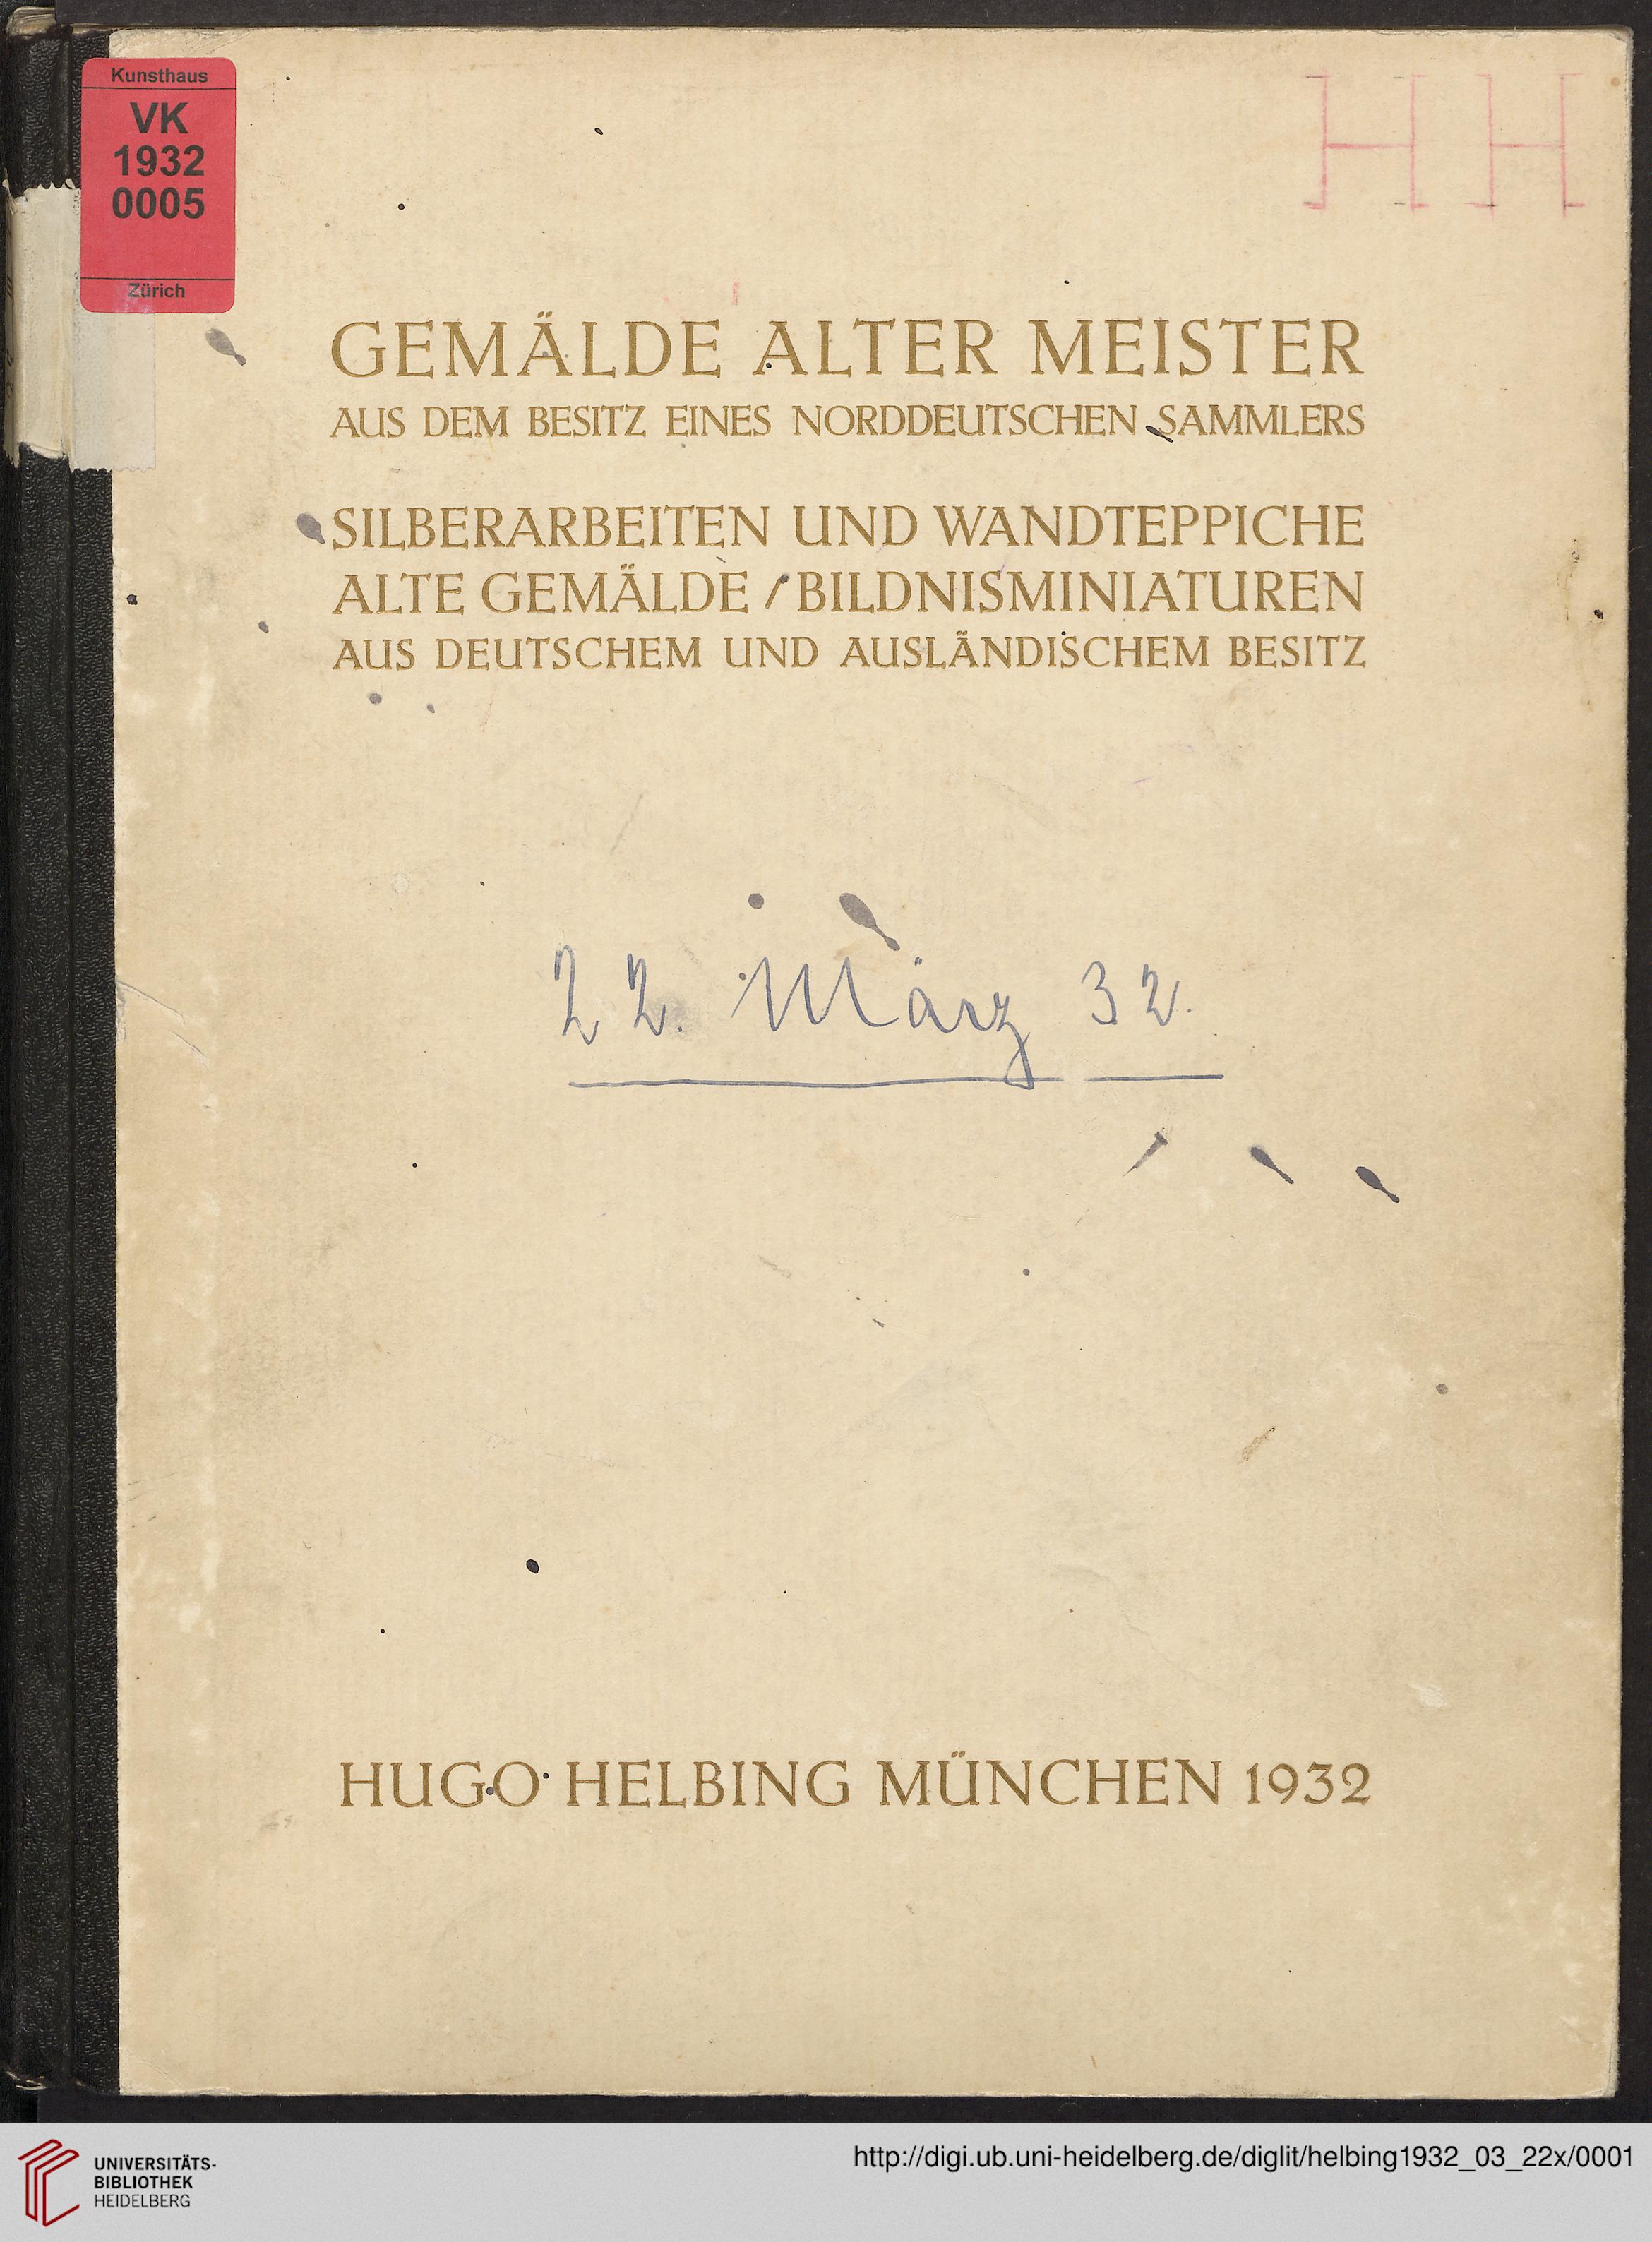 Kunsthaus
VK
1932
0005
Zürich
H H
GEMÄLDE ALTER MEISTER
AUS DEM BESITZ EINES NORDDEUTSCHEN SAMMLERS
SILBERARBEITEN UND WANDTEPPICHE
ALTE GEMÄLDE / BILDNISMINIATUREN
AUS DEUTSCHEM UND AUSLÄNDISCHEM BESITZ
22. März 32.
HUGO HELBING MÜNCHEN 1932
UNIVERSITÄTS-
BIBLIOTHEK
HEIDELBERG
http://digi.ub.uni-heidelberg.de/diglit/helbing1932_03_22x/0001